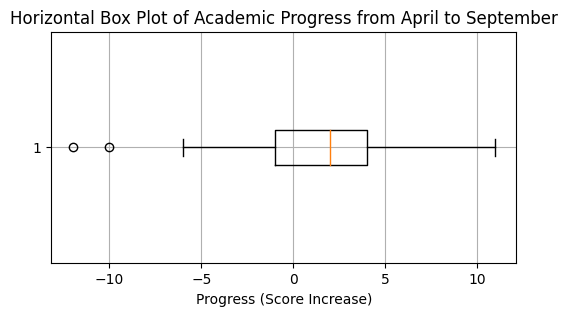 Horizontal Box Plot of Academic Progress from April to September
1
−10 −5 0 5 10
Progress (Score Increase)